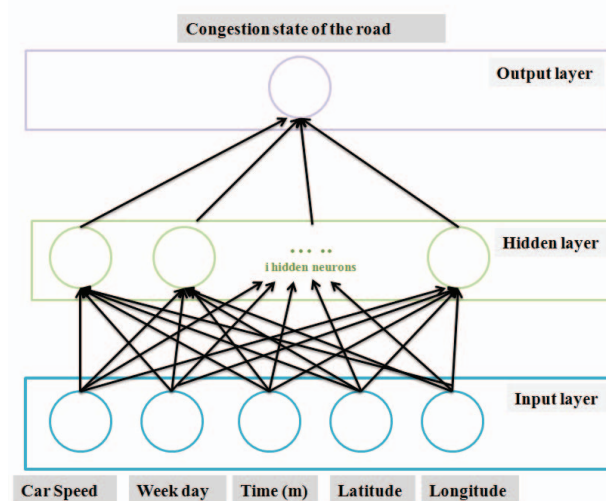 Congestion state of the road
Output layer
Hidden layer
... ..
i hidden neurons
Input layer
Car Speed
Week day
Time (m)
Latitude
Longitude